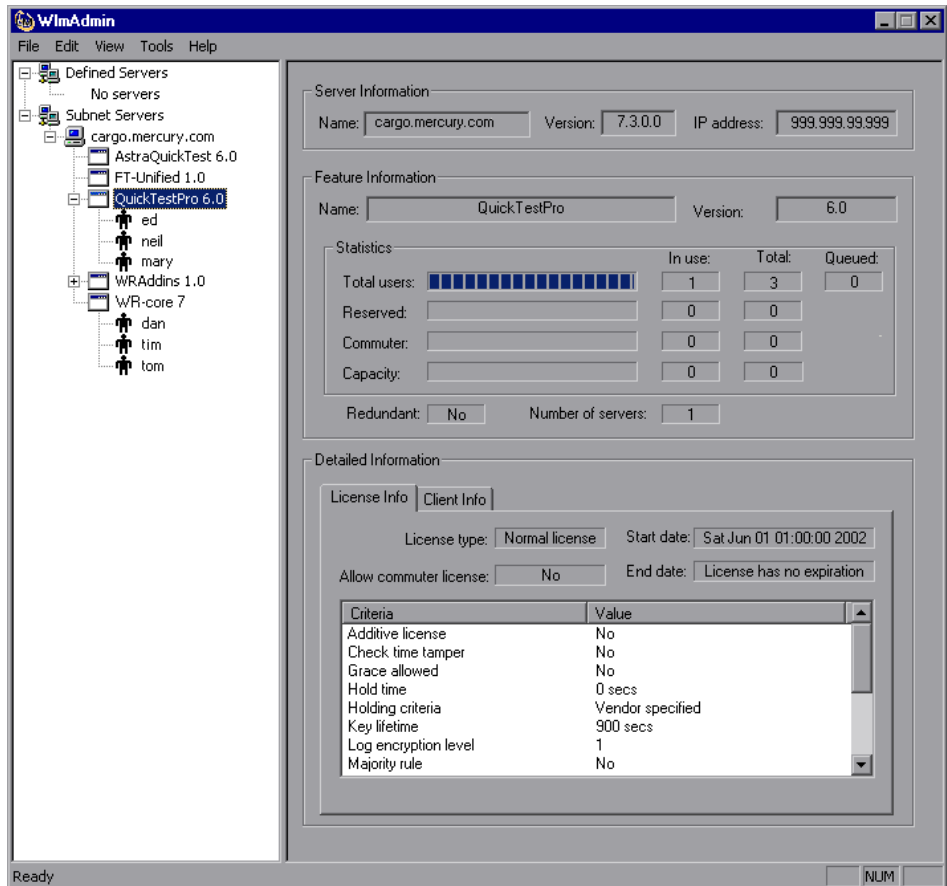 WlmAdmin
File Edit View Tools Help
Defined Servers
No servers
Subnet Servers
cargo.mercury.com
AstraQuickTest 6.0
FT-Unified 1.0
QuickTestPro 6.0
ed
neil
mary
WRAddins 1.0
WR-core 7
dan
tim
tom
Server Information
Name: cargo.mercury.com Version: 7.3.0.0 IP address: 999.999.99.999
Feature Information
Name: QuickTestPro Version: 6.0
Statistics
In use: Total: Queued:
Total users: 1 3 0
Reserved: 0 0
Commuter: 0 0
Capacity: 0 0
Redundant: No Number of servers: 1
Detailed Information
License Info Client Info
License type: Normal license Start date: Sat Jun 01 01:00:00 2002
Allow commuter license: No End date: License has no expiration
Criteria Value
Additive license No
Check time tamper No
Grace allowed No
Hold time 0 secs
Holding criteria Vendor specified
Key lifetime 900 secs
Log encryption level 1
Majority rule No
Ready NUM